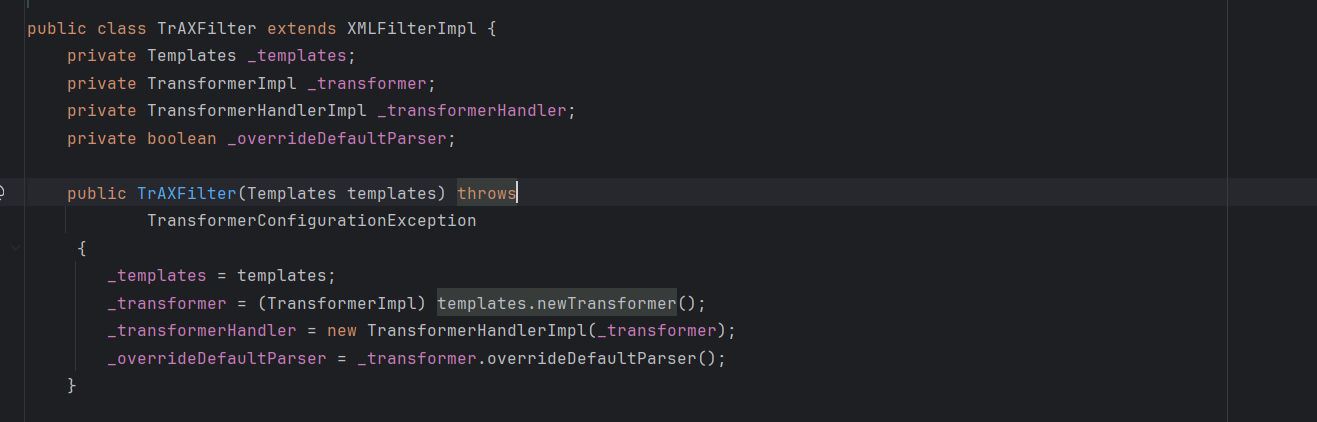 public class TrAXFilter extends XMLFilterImpl {
    private Templates _templates;
    private TransformerImpl _transformer;
    private TransformerHandlerImpl _transformerHandler;
    private boolean _overrideDefaultParser;

    public TrAXFilter(Templates templates) throws
            TransformerConfigurationException
     {
        _templates = templates;
        _transformer = (TransformerImpl) templates.newTransformer();
        _transformerHandler = new TransformerHandlerImpl(_transformer);
        _overrideDefaultParser = _transformer.overrideDefaultParser();
    }